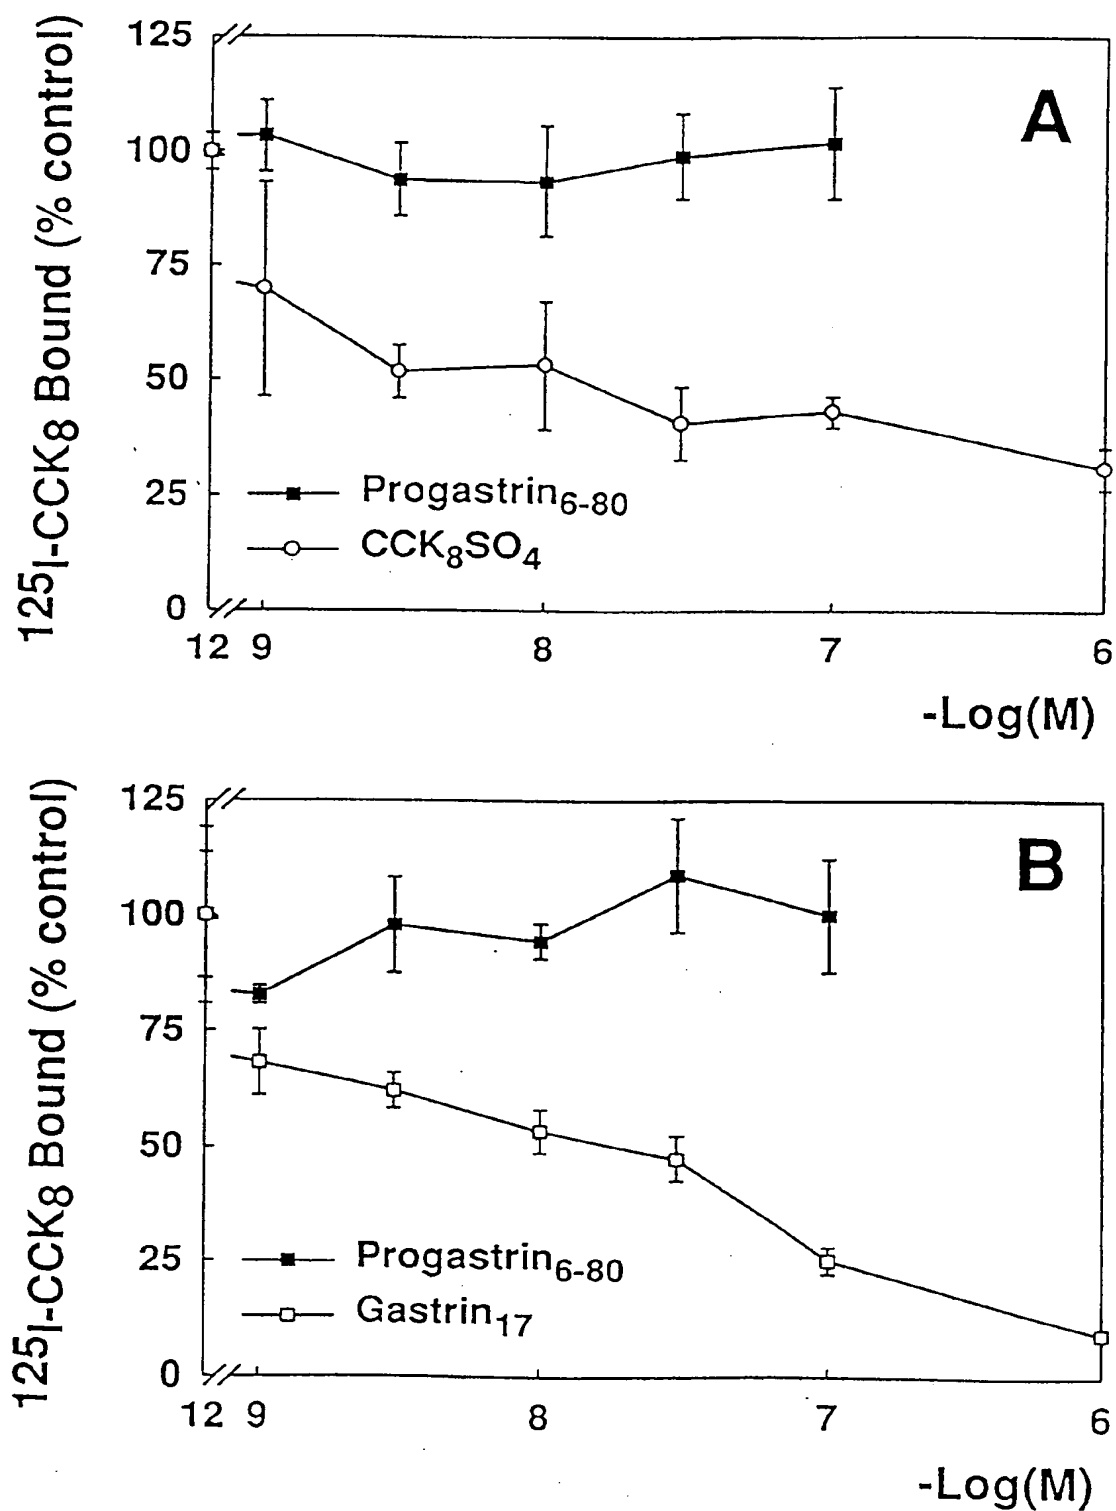 125
A
100
75
50
25
0
¹²⁵I-CCK₈ Bound (% control)
Progastrin₆₋₈₀
CCK₈SO₄
12 9 8 7 6
-Log(M)
125
B
100
75
50
25
0
¹²⁵I-CCK₈ Bound (% control)
Progastrin₆₋₈₀
Gastrin₁₇
12 9 8 7 6
-Log(M)